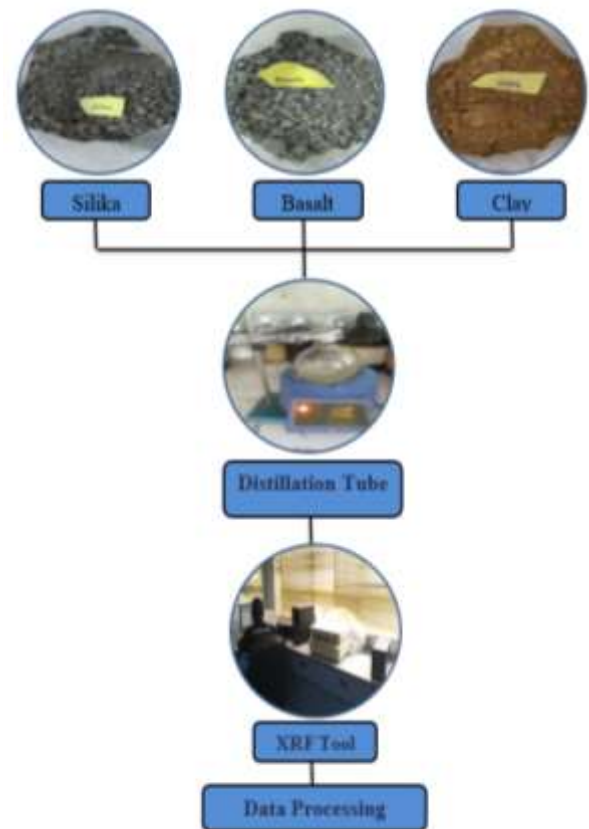 Silika
Basalt
Clay
Distillation Tube
XRF Tool
Data Processing